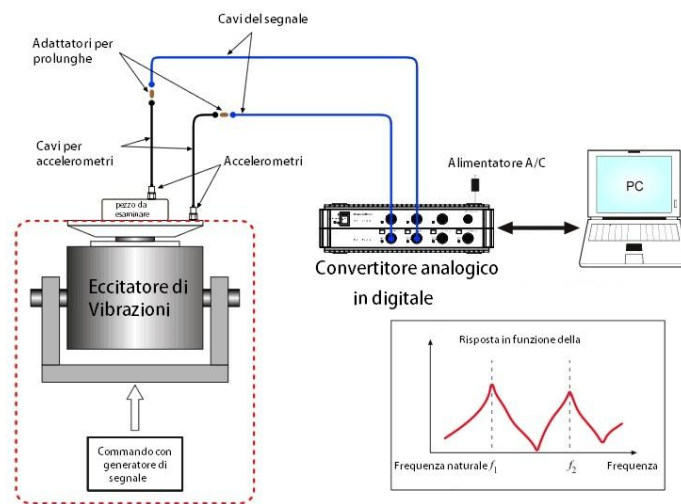 Cavi del segnale
Adattatori per
prolunghe
Cavi per
accelerometri
Accelerometri
Alimentatore A/C
pezzo da
esaminare
PC
Eccitatore di
Vibrazioni
Convertitore analogico
in digitale
Commando con
generatore di
segnale
Risposta in funzione della
Frequenza naturale f1
f2
Frequenza